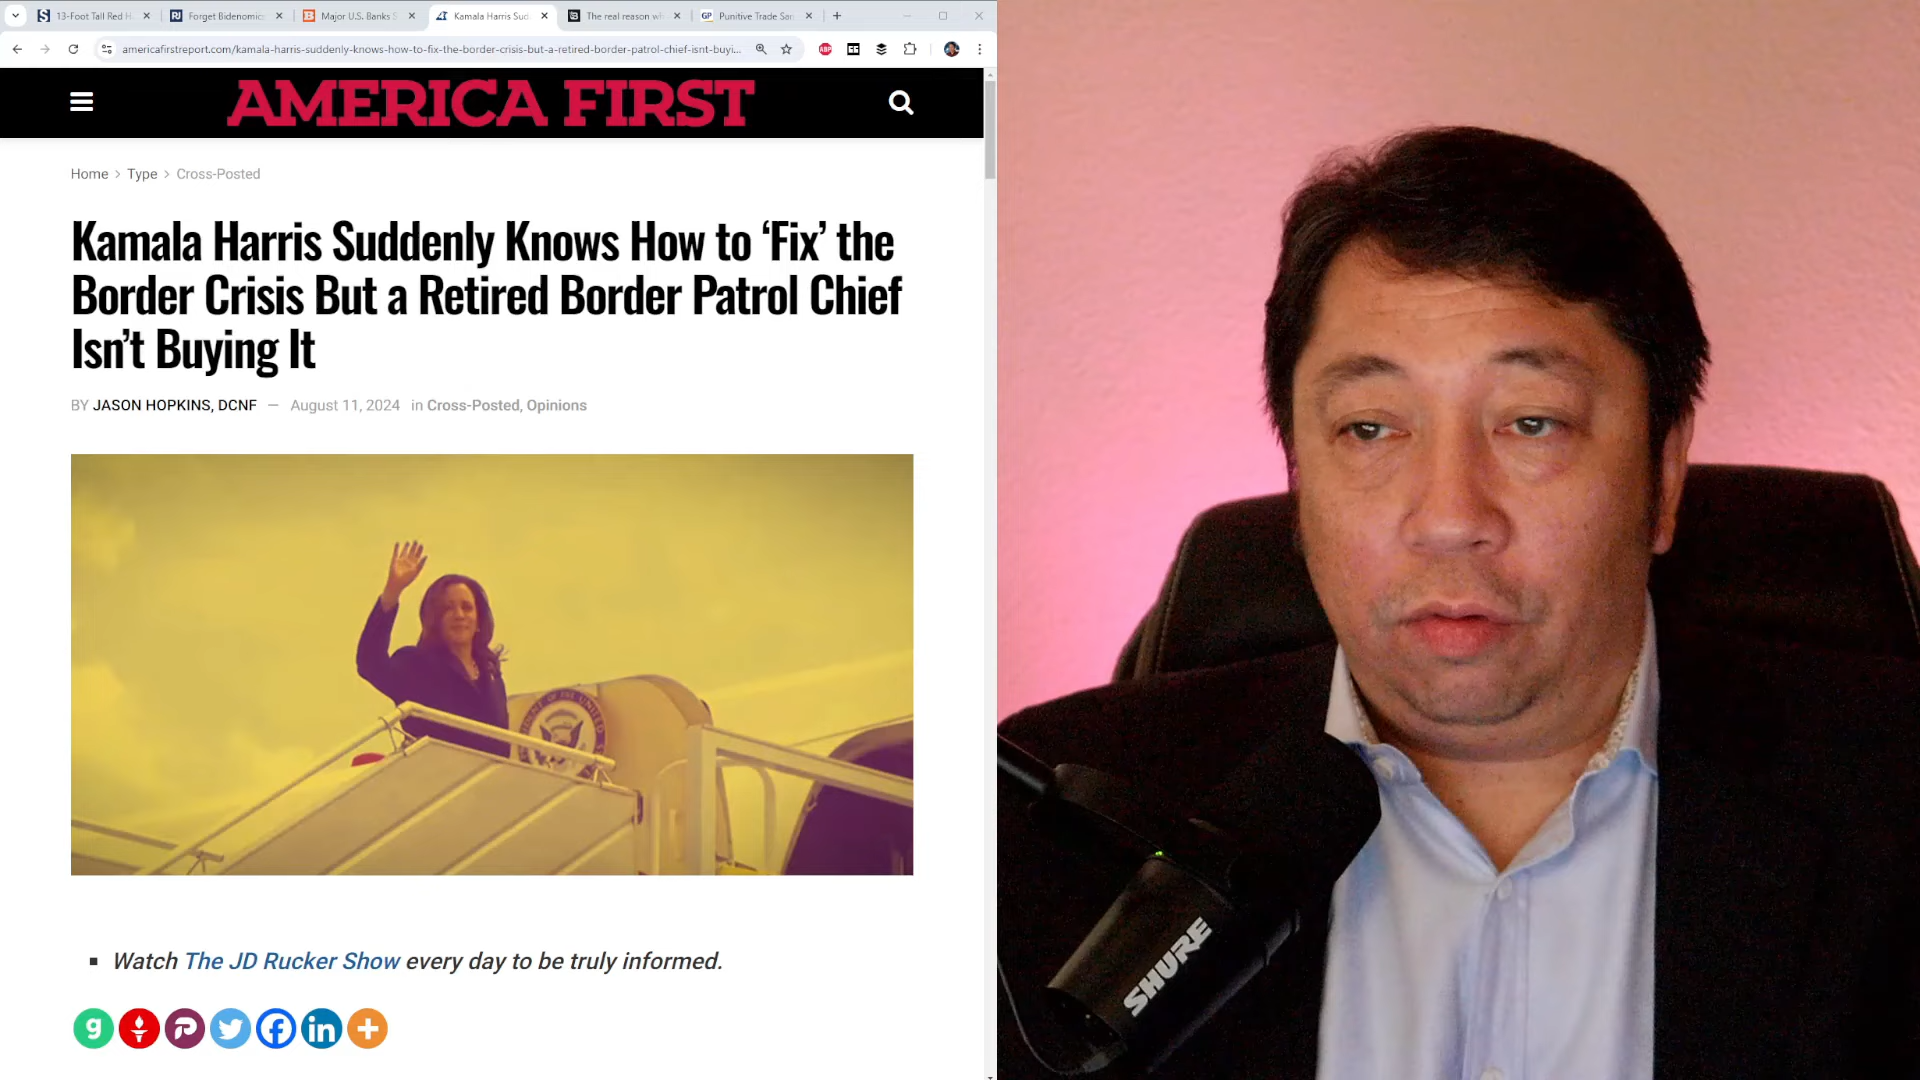 13-Foot Tall Red H
Forget Bidenomics
Major U.S. Banks S
Kamala Harris Sud
The real reason wh
Punitive Trade San
americafirstreport.com/kamala-harris-suddenly-knows-how-to-fix-the-border-crisis-but-a-retired-border-patrol-chief-isnt-buyi...
ABP
AMERICA FIRST
Home > Type > Cross-Posted
Kamala Harris Suddenly Knows How to ‘Fix’ the
Border Crisis But a Retired Border Patrol Chief
Isn’t Buying It
BY JASON HOPKINS, DCNF — August 11, 2024 in Cross-Posted, Opinions
Watch The JD Rucker Show every day to be truly informed.
SHURE